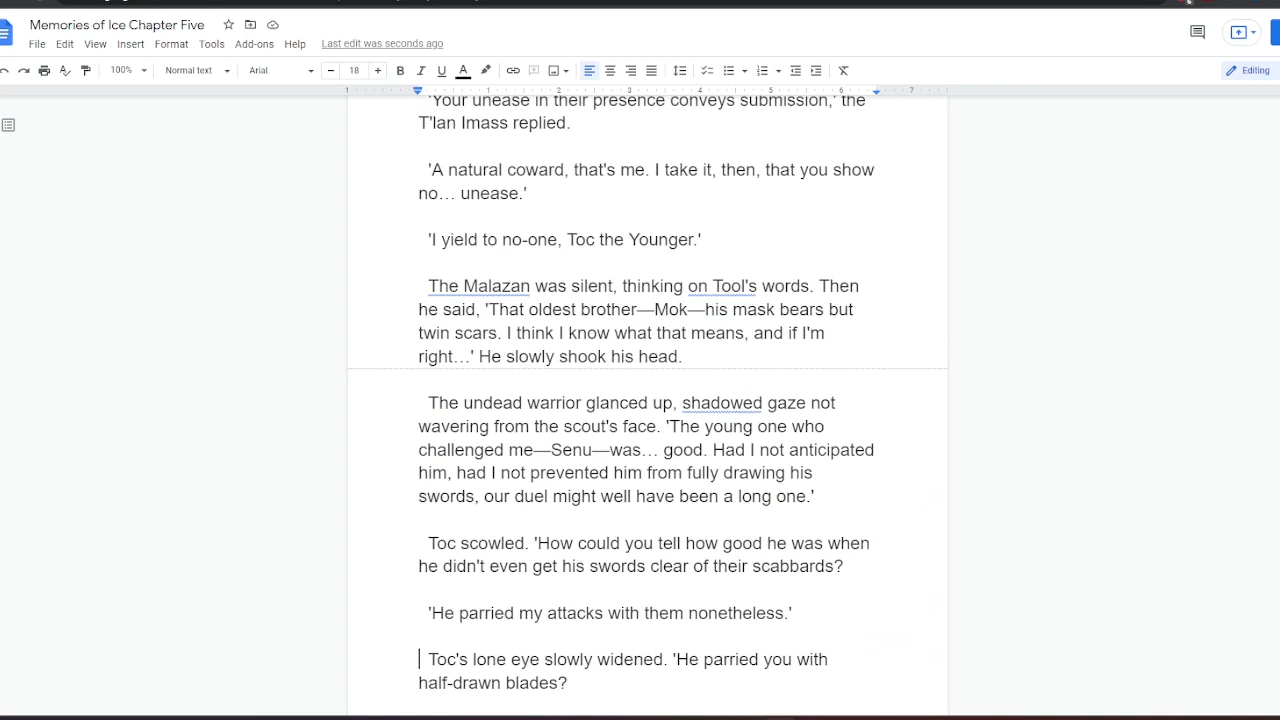 Memories of Ice Chapter Five
File Edit View Insert Format Tools Add-ons Help Last edit was seconds ago
100% Normal text Arial 18 B I U A Editing
1 1 2 3 4 5 6 7
'Your unease in their presence conveys submission,' the
T'lan Imass replied.
'A natural coward, that's me. I take it, then, that you show
no… unease.'
'I yield to no-one, Toc the Younger.'
The Malazan was silent, thinking on Tool's words. Then
he said, 'That oldest brother—Mok—his mask bears but
twin scars. I think I know what that means, and if I'm
right…' He slowly shook his head.
The undead warrior glanced up, shadowed gaze not
wavering from the scout's face. 'The young one who
challenged me—Senu—was… good. Had I not anticipated
him, had I not prevented him from fully drawing his
swords, our duel might well have been a long one.'
Toc scowled. 'How could you tell how good he was when
he didn't even get his swords clear of their scabbards?
'He parried my attacks with them nonetheless.'
Toc's lone eye slowly widened. 'He parried you with
half-drawn blades?